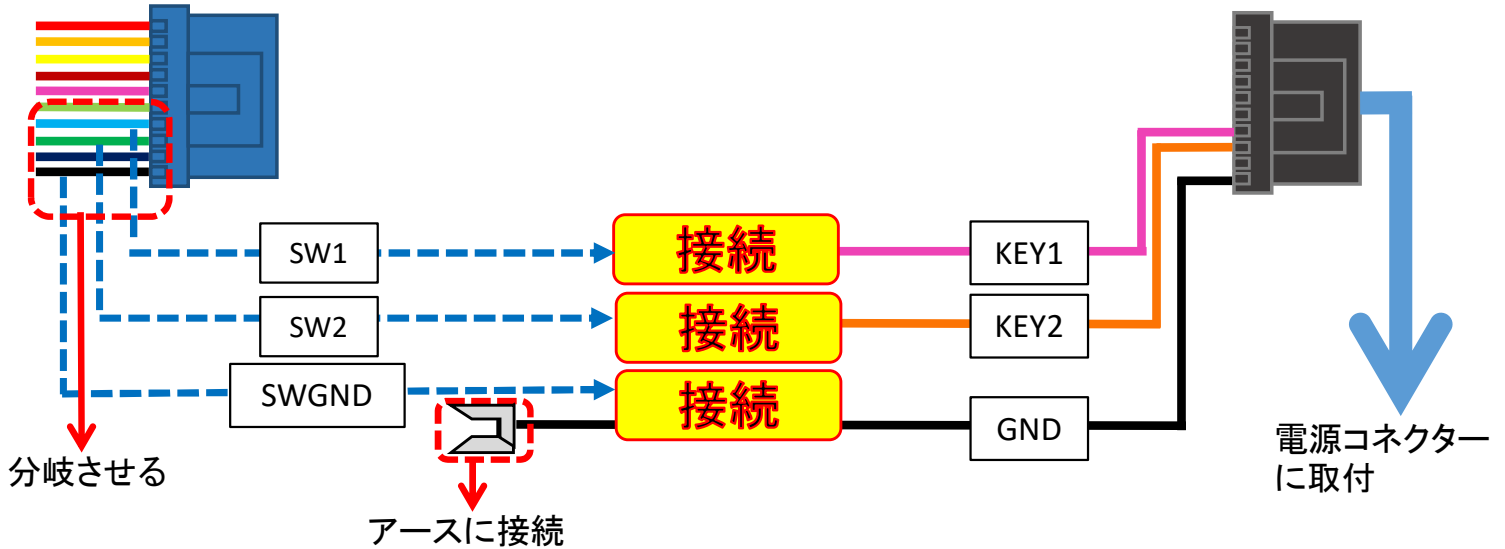 SW1
接続
KEY1
SW2
接続
KEY2
SWGND
接続
GND
分岐させる
アースに接続
電源コネクター
に取付